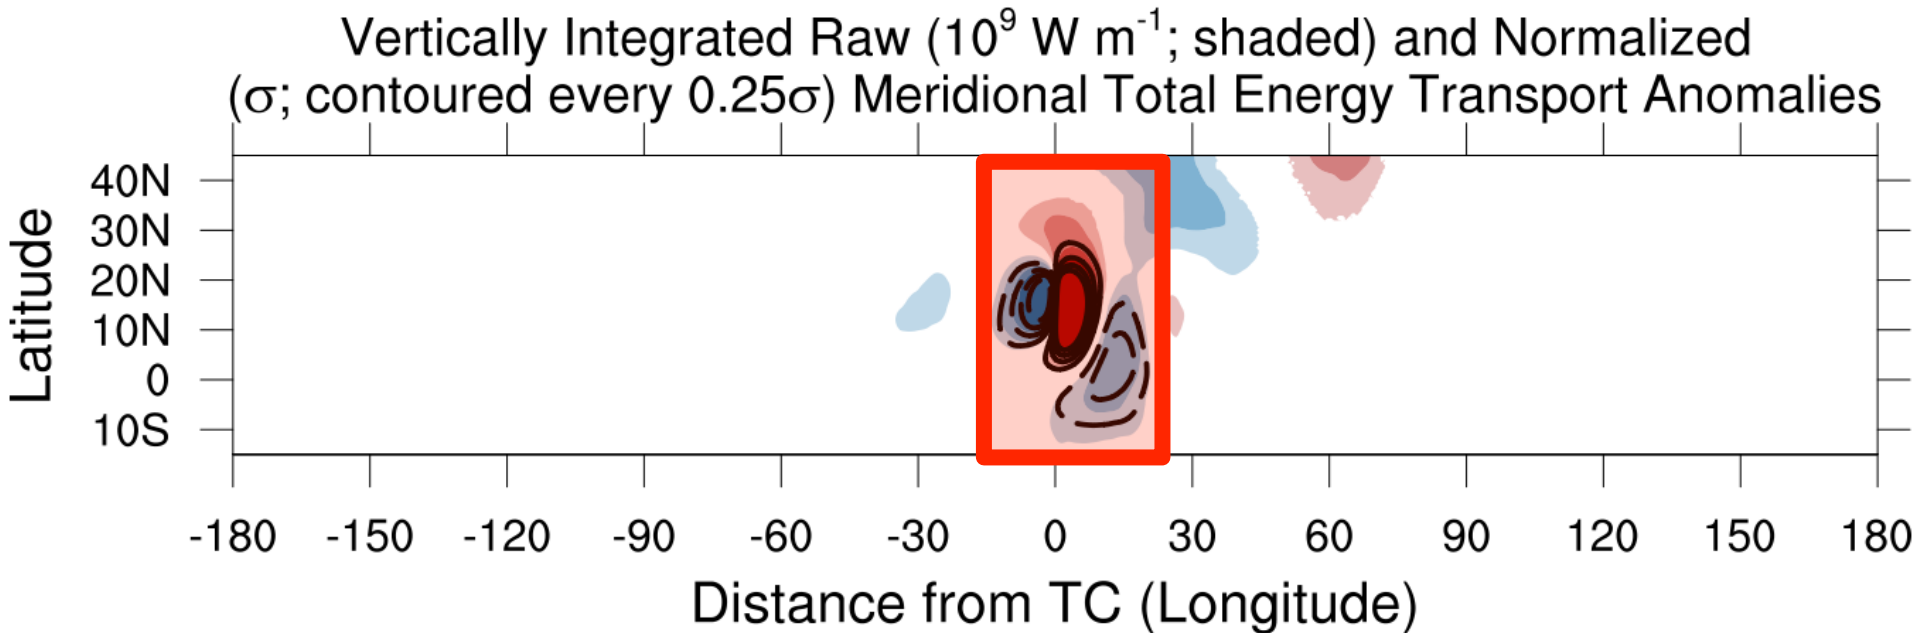 Vertically Integrated Raw (10⁹ W m⁻¹; shaded) and Normalized
(σ; contoured every 0.25σ) Meridional Total Energy Transport Anomalies
Latitude
40N
30N
20N
10N
0
10S
-180 -150 -120 -90 -60 -30 0 30 60 90 120 150 180
Distance from TC (Longitude)